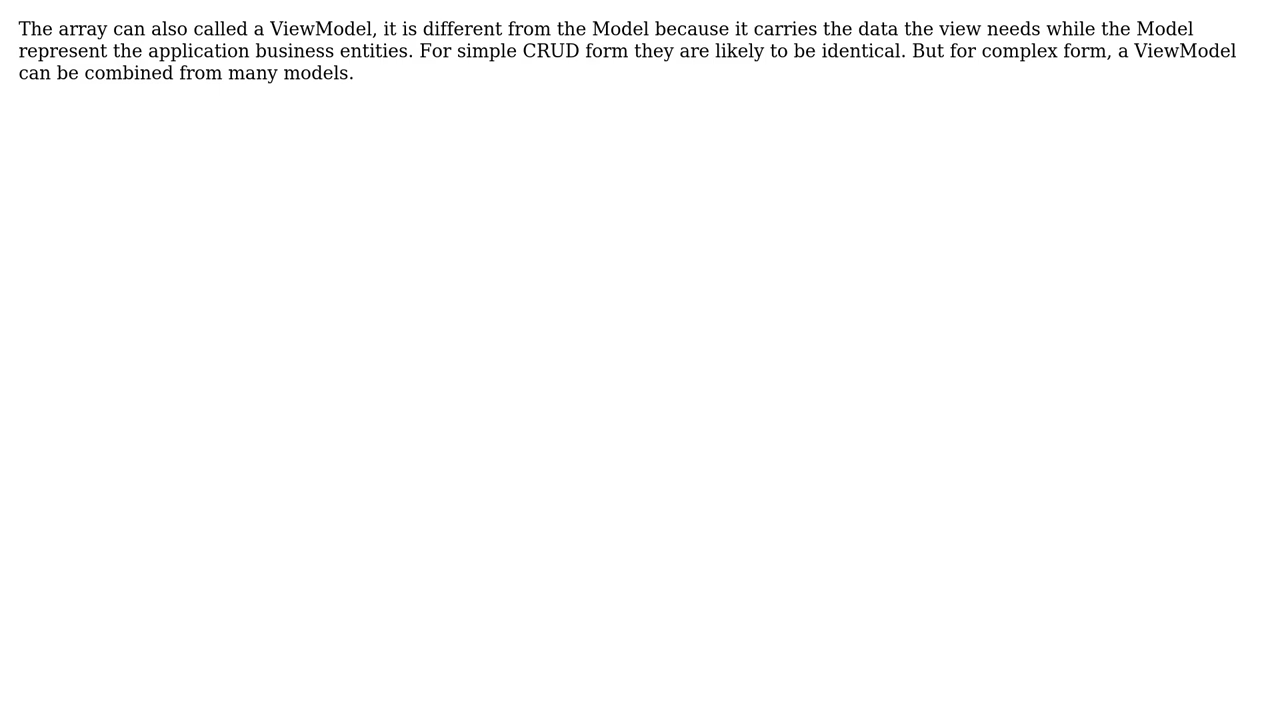 The array can also called a ViewModel, it is different from the Model because it carries the data the view needs while the Model
represent the application business entities. For simple CRUD form they are likely to be identical. But for complex form, a ViewModel
can be combined from many models.